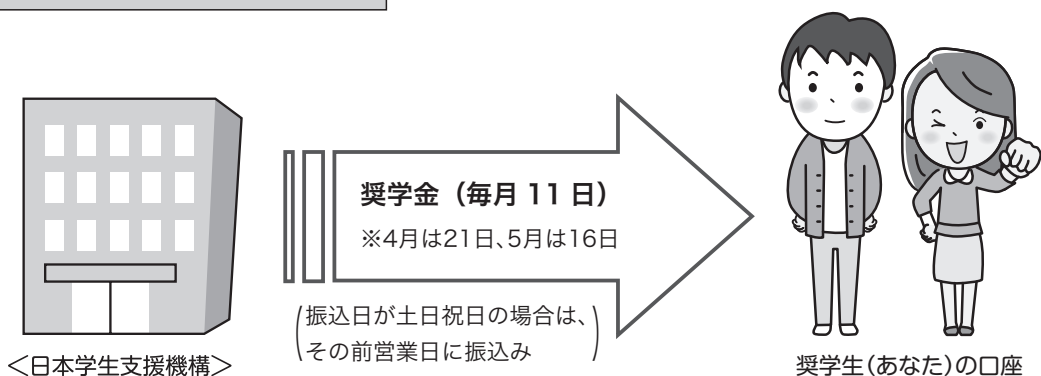 奨学金（毎月 11 日）
※4月は21日、5月は16日
(振込日が土日祝日の場合は、
その前営業日に振込み)
＜日本学生支援機構＞
奨学生（あなた）の口座